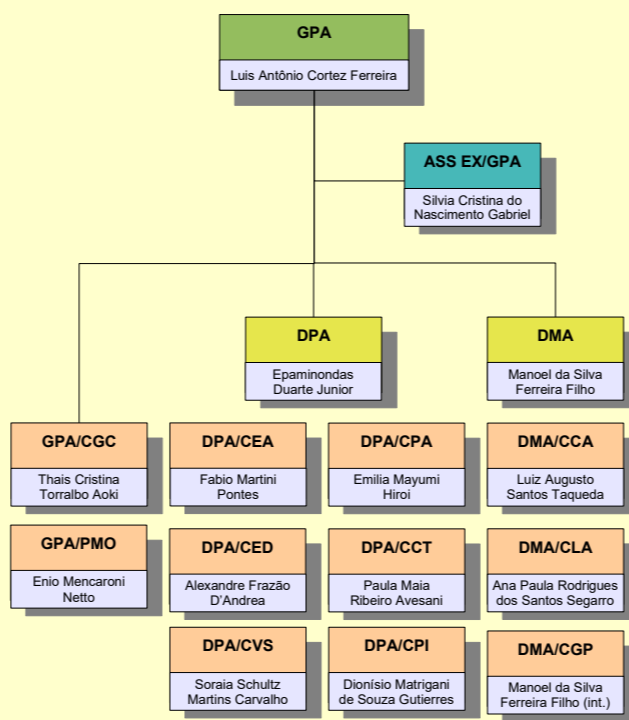 GPA
Luis Antônio Cortez Ferreira
ASS EX/GPA
Silvia Cristina do
Nascimento Gabriel
DPA
Epaminondas
Duarte Junior
DMA
Manoel da Silva
Ferreira Filho
GPA/CGC
Thais Cristina
Torralbo Aoki
DPA/CEA
Fabio Martini
Pontes
DPA/CPA
Emilia Mayumi
Hiroi
DMA/CCA
Luiz Augusto
Santos Taqueda
GPA/PMO
Enio Mencaroni
Netto
DPA/CED
Alexandre Frazão
D'Andrea
DPA/CCT
Paula Maia
Ribeiro Avesani
DMA/CLA
Ana Paula Rodrigues
dos Santos Segarro
DPA/CVS
Soraia Schultz
Martins Carvalho
DPA/CPI
Dionísio Matrigani
de Souza Gutierres
DMA/CGP
Manoel da Silva
Ferreira Filho (int.)